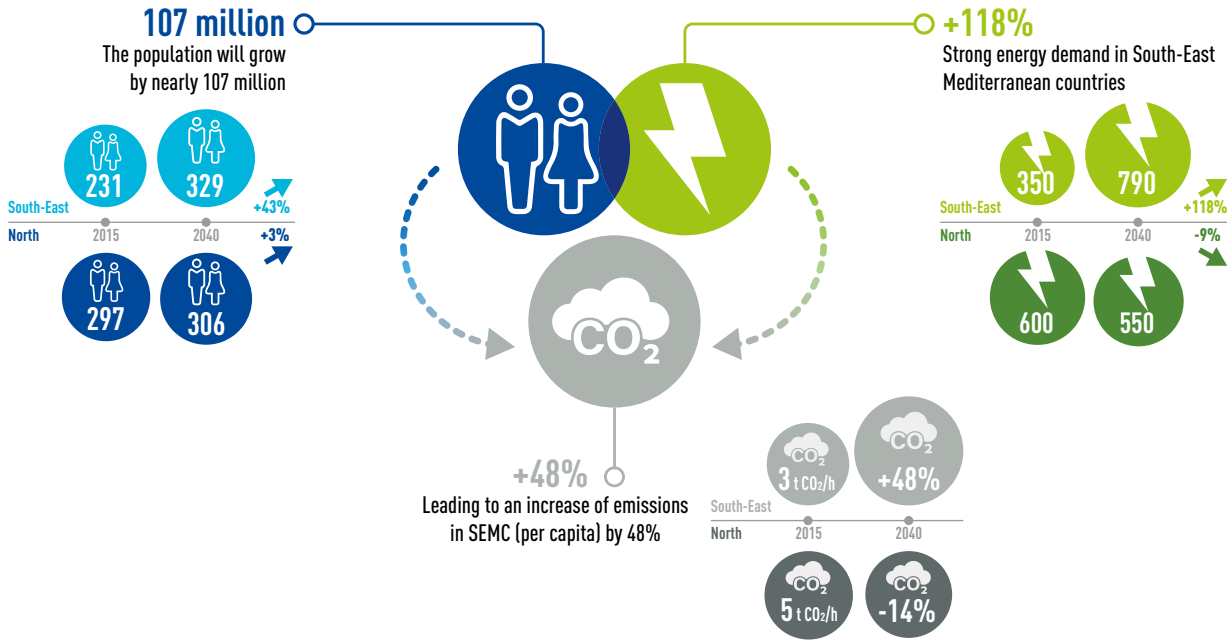 107 million
The population will grow
by nearly 107 million
231
329
South-East
+43%
North
2015
2040
+3%
297
306
+118%
Strong energy demand in South-East
Mediterranean countries
350
790
South-East
+118%
North
2015
2040
-9%
600
550
CO2
+48%
Leading to an increase of emissions
in SEMC (per capita) by 48%
CO2
3 t CO2/h
CO2
+48%
South-East
North
2015
2040
CO2
5 t CO2/h
CO2
-14%